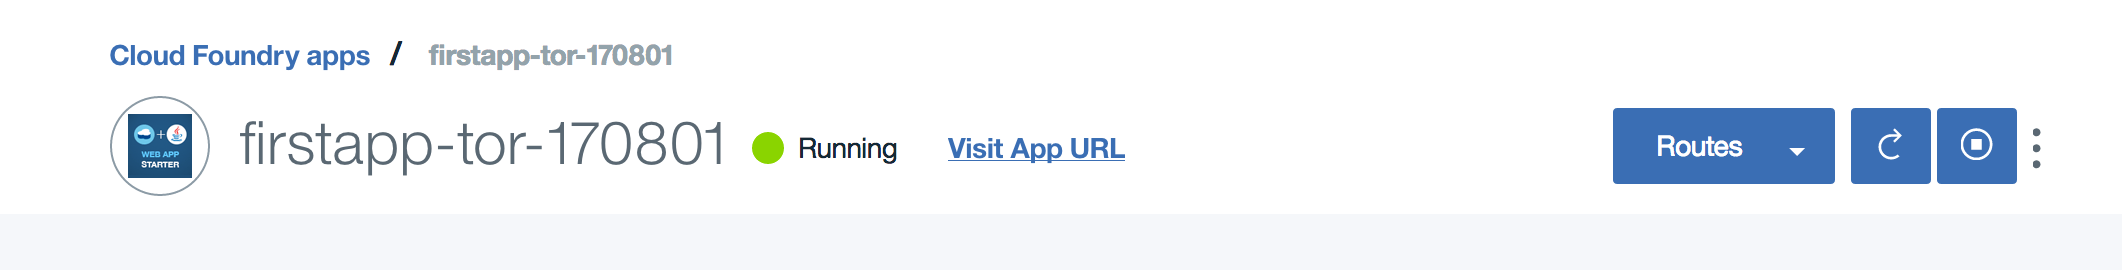 Cloud Foundry apps / firstapp-tor-170801
WEB APP
STARTER
firstapp-tor-170801 Running Visit App URL Routes